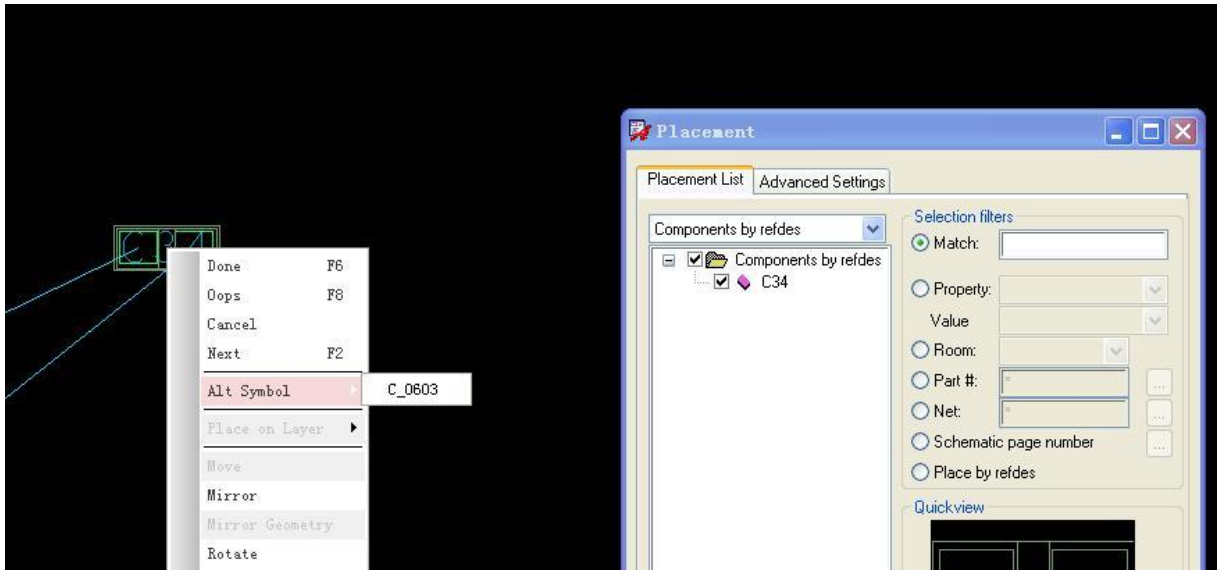 Done F6
Oops F8
Cancel
Next F2
Alt Symbol
C_0603
Place on Layer
Move
Mirror
Mirror Geometry
Rotate
Placement
Placement List
Advanced Settings
Components by refdes
Components by refdes
C34
Selection filters
Match:
Property:
Value
Room:
Part #: *
Net: *
Schematic page number
Place by refdes
Quickview